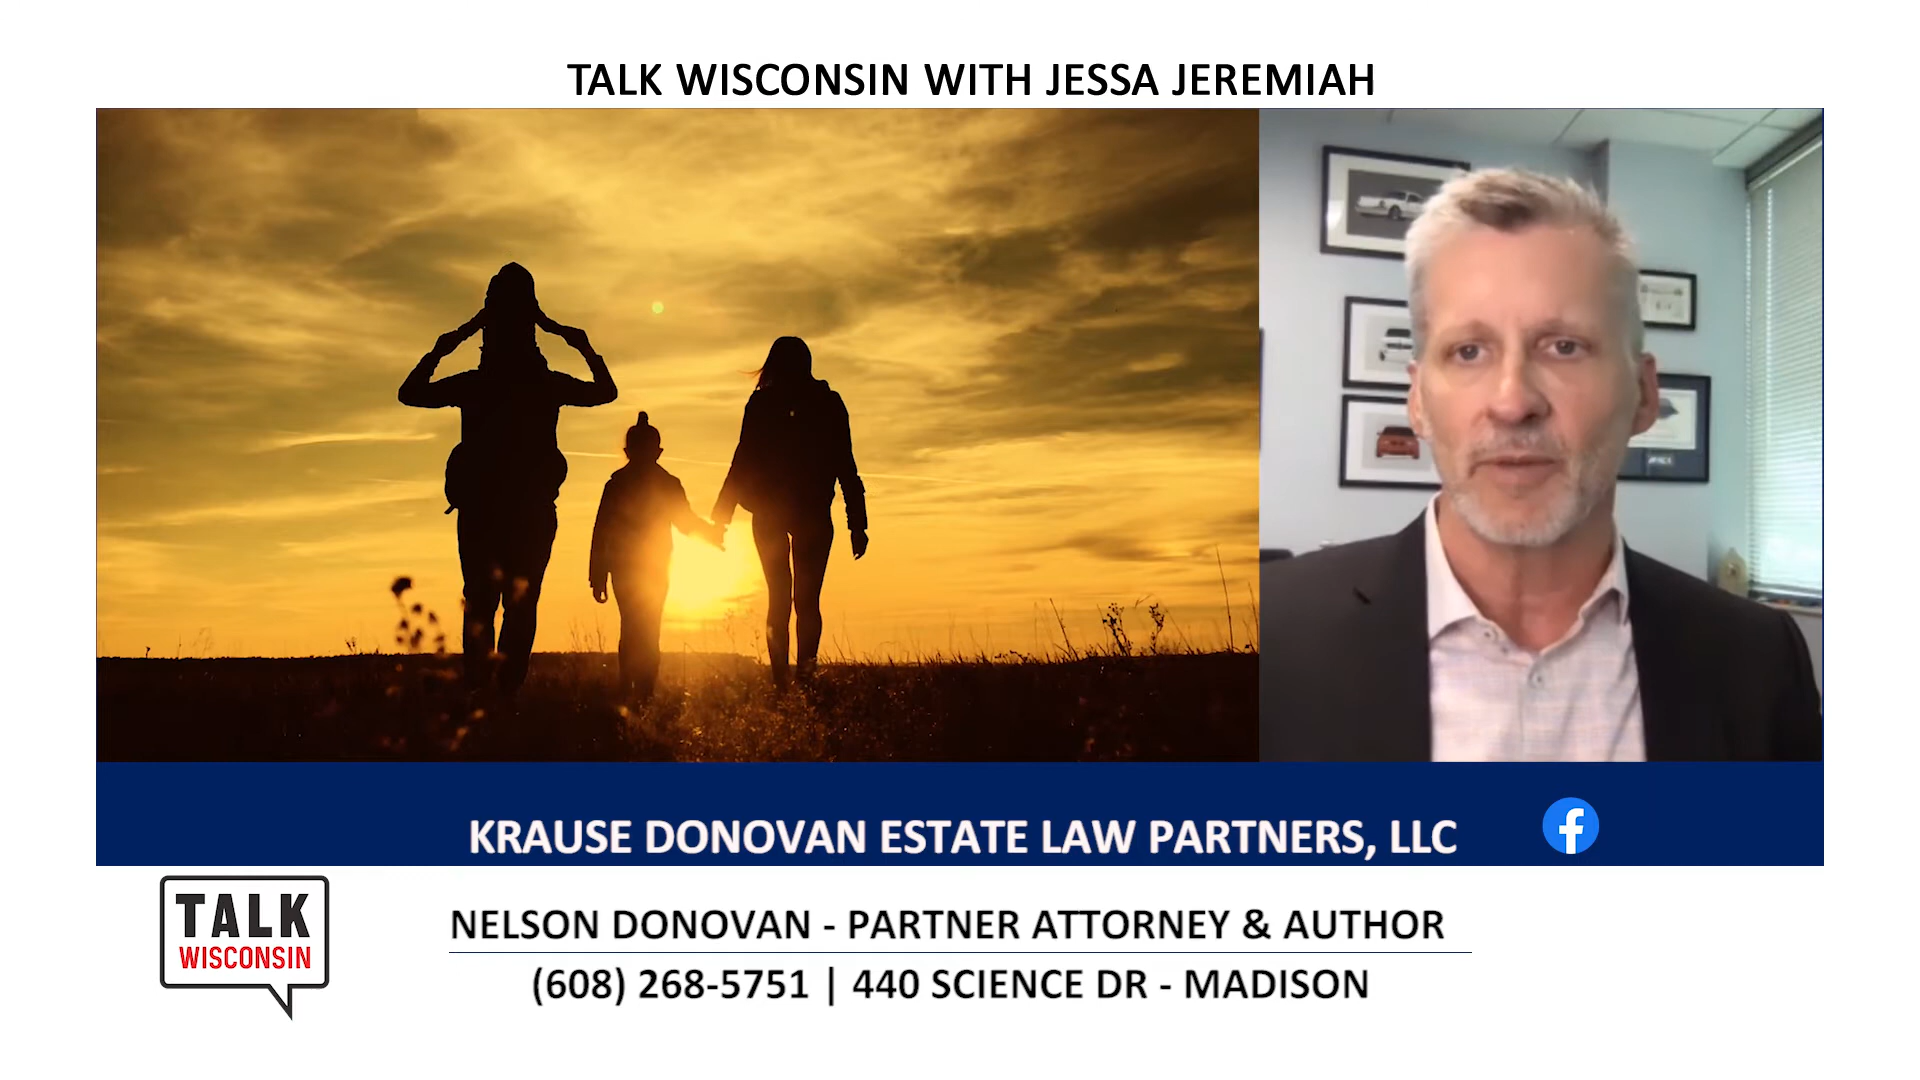 TALK WISCONSIN WITH JESSA JEREMIAH
KRAUSE DONOVAN ESTATE LAW PARTNERS, LLC
TALK
WISCONSIN
NELSON DONOVAN - PARTNER ATTORNEY & AUTHOR
(608) 268-5751 | 440 SCIENCE DR - MADISON